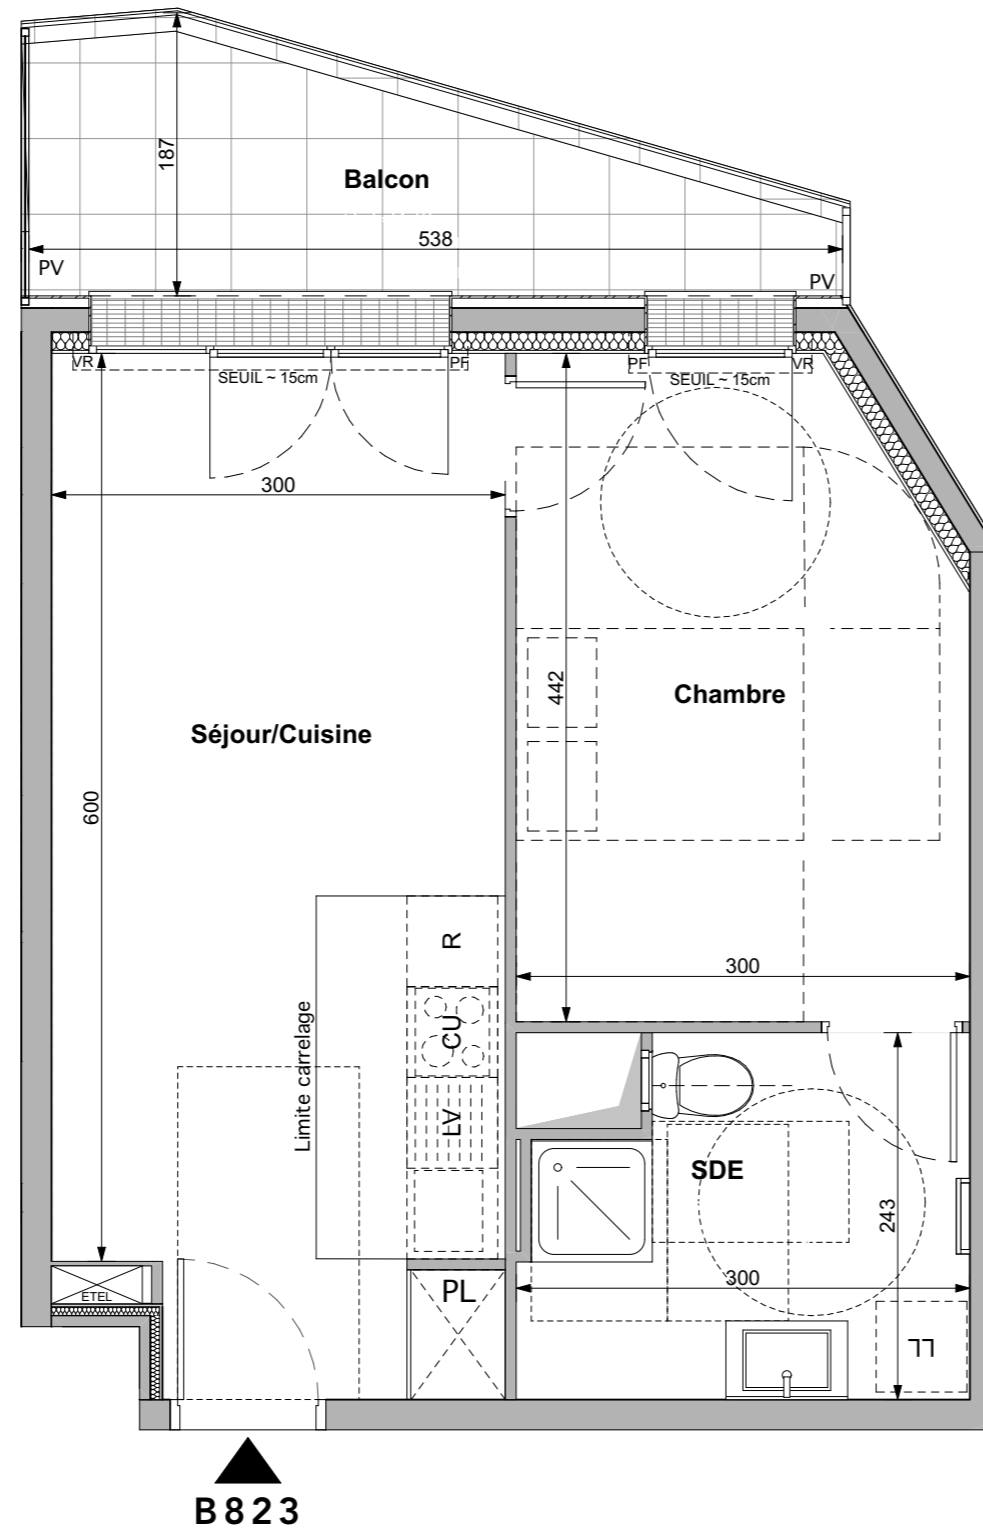 187
Balcon
538
PV
PV
VR
PF
PF
VR
SEUIL ~ 15cm
SEUIL ~ 15cm
300
442
Chambre
Séjour/Cuisine
600
R
300
CU
Limite carrelage
LV
SDE
243
300
ETEL
PL
LL
B823